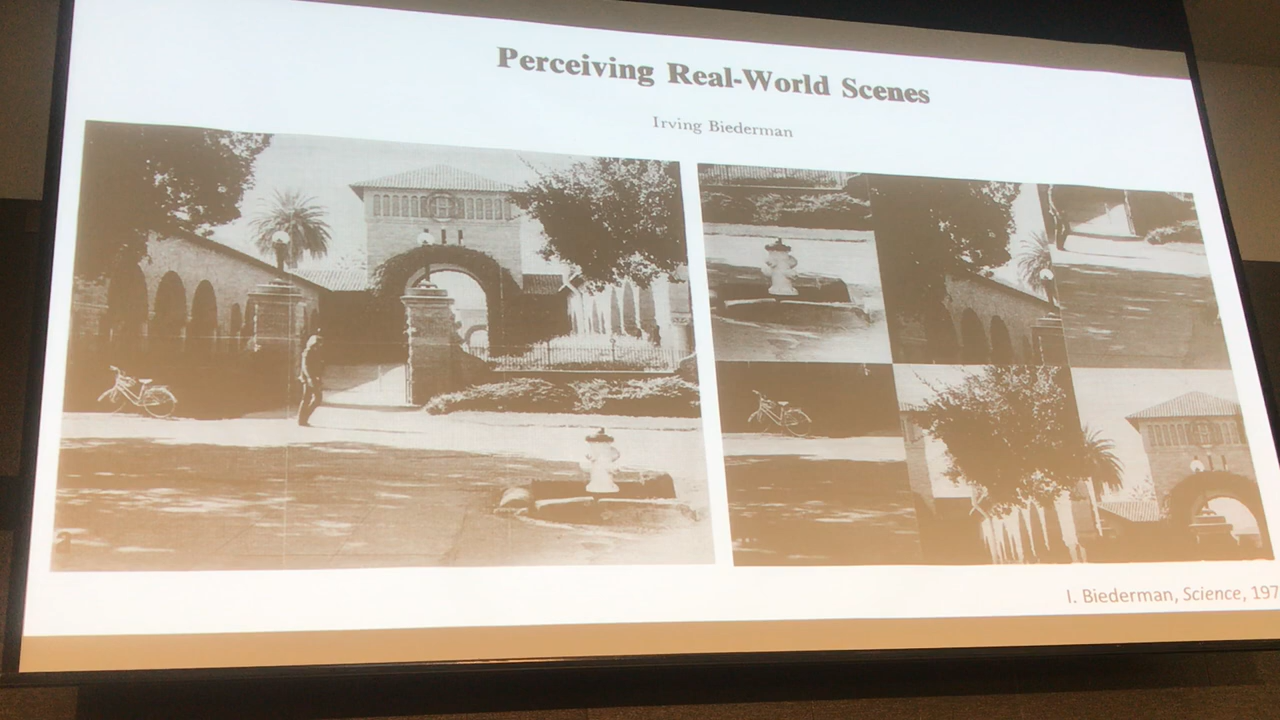 Perceiving Real-World Scenes
Irving Biederman
I. Biederman, Science, 197